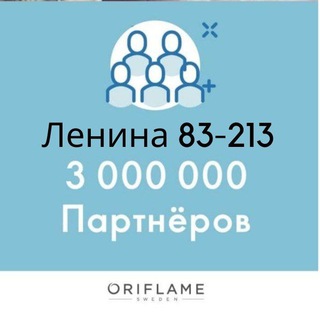 Ленина 83-213
3 000 000
Партнёров
ORIFLAME
SWEDEN